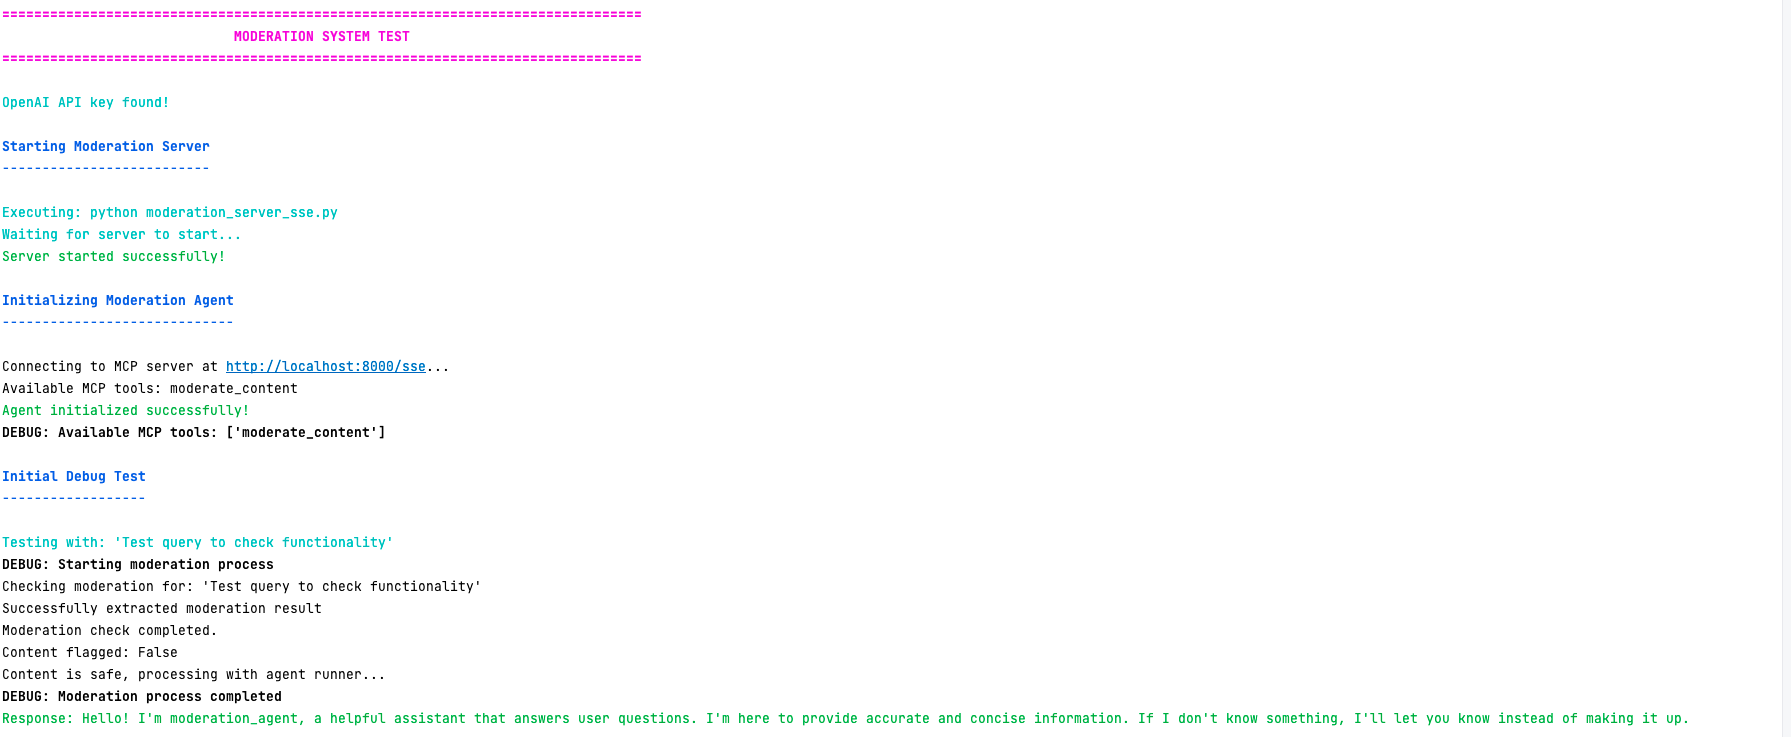 ================================================================================
MODERATION SYSTEM TEST
================================================================================
OpenAI API key found!
Starting Moderation Server
--------------------------
Executing: python moderation_server_sse.py
Waiting for server to start...
Server started successfully!
Initializing Moderation Agent
-----------------------------
Connecting to MCP server at http://localhost:8000/sse...
Available MCP tools: moderate_content
Agent initialized successfully!
DEBUG: Available MCP tools: ['moderate_content']
Initial Debug Test
------------------
Testing with: 'Test query to check functionality'
DEBUG: Starting moderation process
Checking moderation for: 'Test query to check functionality'
Successfully extracted moderation result
Moderation check completed.
Content flagged: False
Content is safe, processing with agent runner...
DEBUG: Moderation process completed
Response: Hello! I'm moderation_agent, a helpful assistant that answers user questions. I'm here to provide accurate and concise information. If I don't know something, I'll let you know instead of making it up.